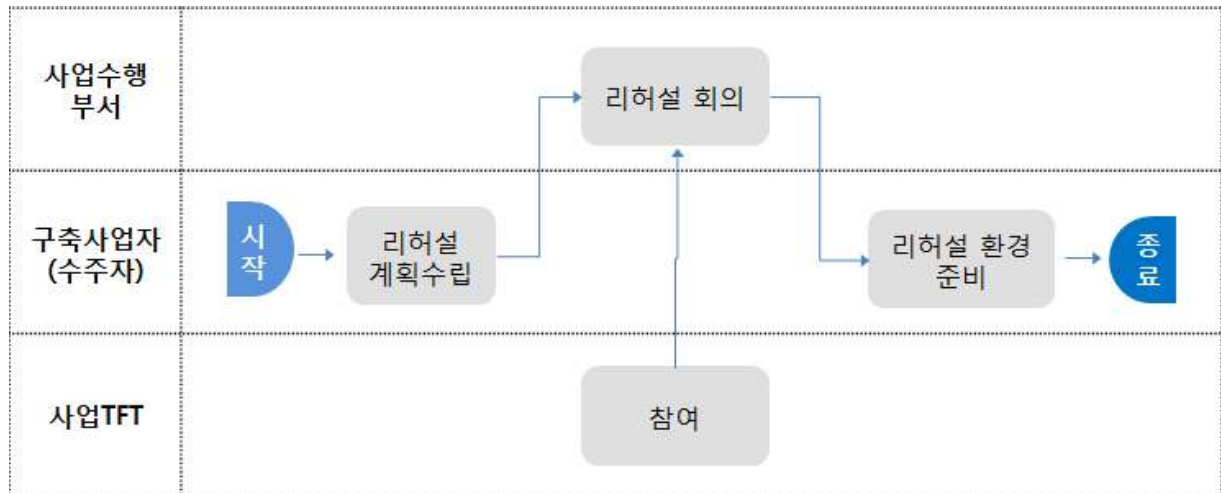 사업수행
부서
리허설 회의
구축사업자
(수주자)
시
작
리허설
계획수립
리허설 환경
준비
종
료
사업TFT
참여